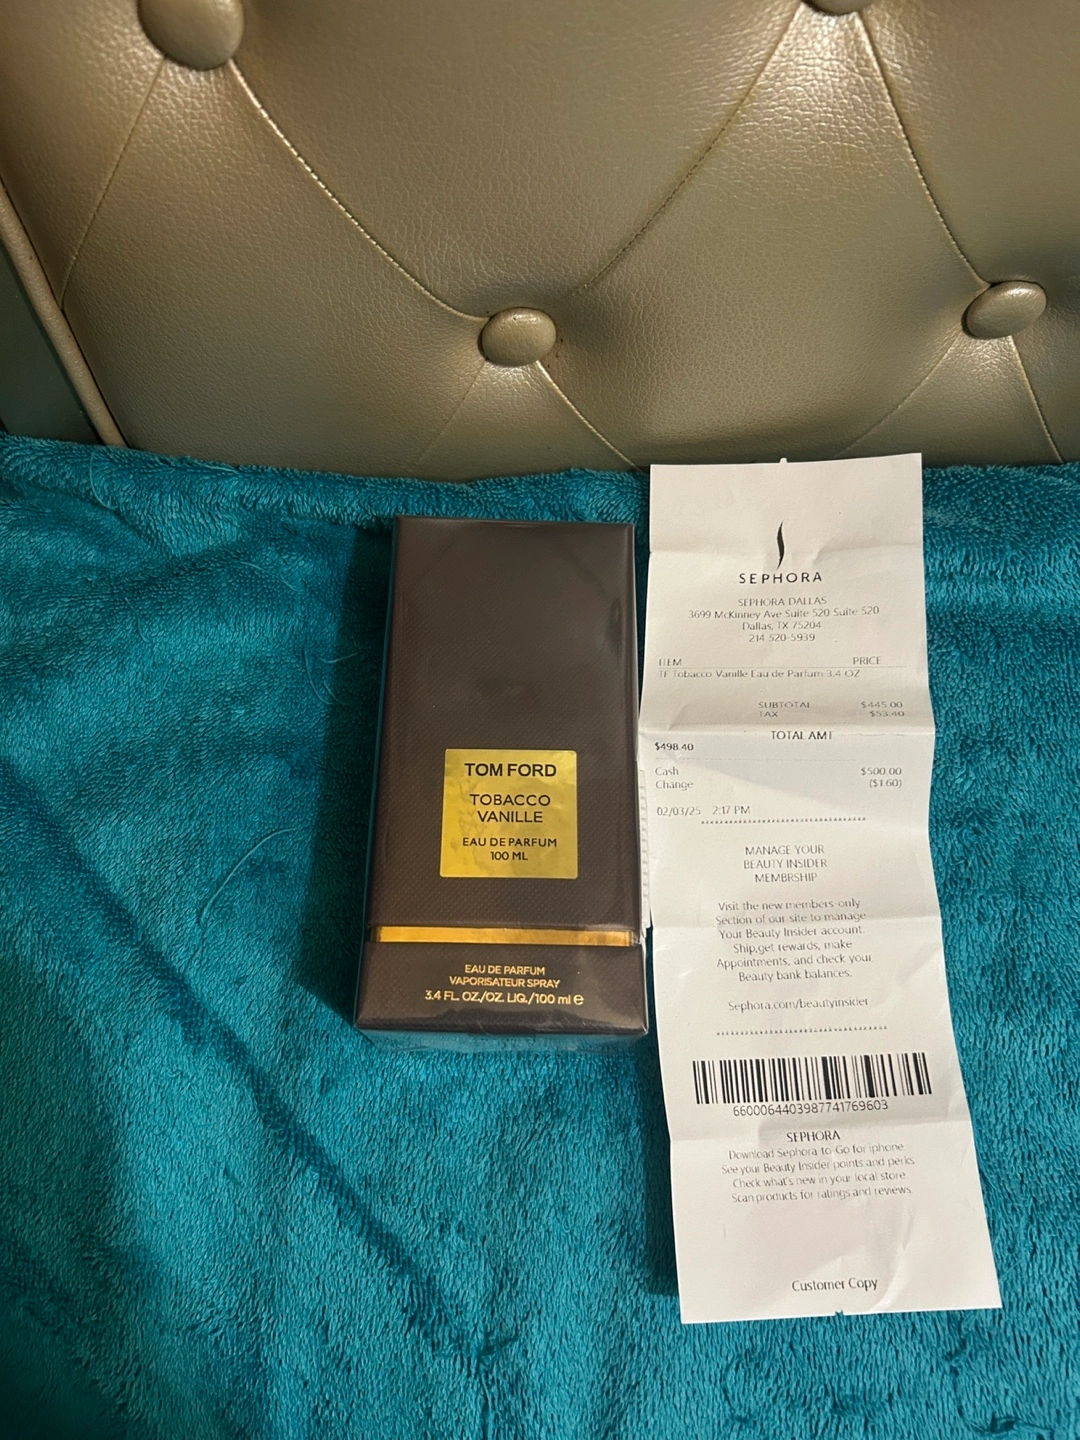 TOM FORD
TOBACCO
VANILLE
EAU DE PARFUM
100 ML
EAU DE PARFUM
VAPORISATEUR SPRAY
3.4 FL. OZ./OZ. LIQ./100 ml e
SEPHORA
SEPHORA DALLAS
3699 McKinney Ave Suite 520 Suite 520
Dallas, TX 75204
214 520-5939
ITEM PRICE
TF Tobacco Vanille Eau de Parfum 3.4 OZ
SUBTOTAL $445.00
TAX $53.40
TOTAL AMT
$498.40
Cash $500.00
Change ($1.60)
02/03/25 2:17 PM
MANAGE YOUR
BEAUTY INSIDER
MEMBRSHIP
Visit the new members-only
Section of our site to manage
Your Beauty Insider account.
Ship,get rewards, make
Appointments, and check your
Beauty bank balances.
Sephora.com/beautyinsider
6600064403987741769603
SEPHORA
Download Sephora to Go for iphone
See your Beauty Insider points and perks
Check what's new in your local store
Scan products for ratings and reviews
Customer Copy